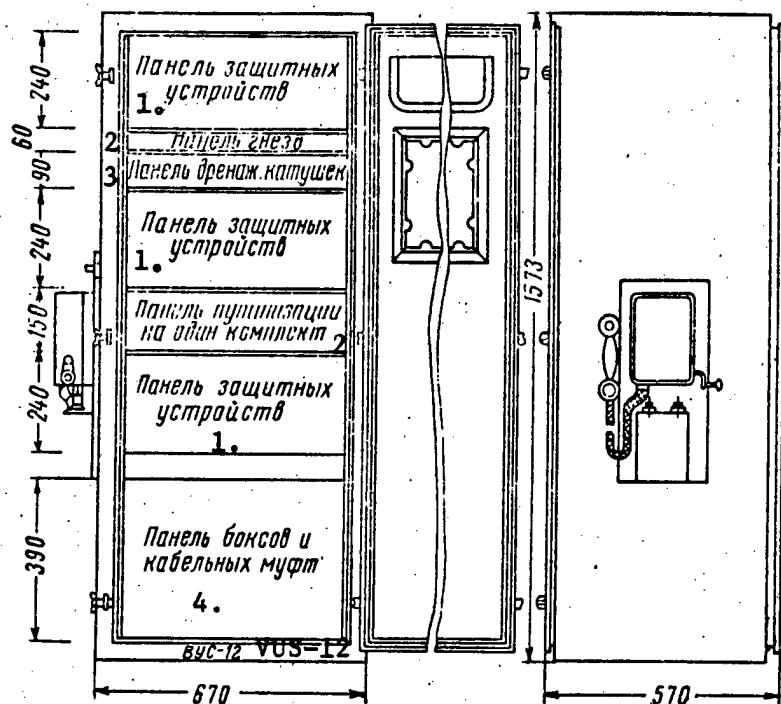 240
60
90
240
150
240
390
Панель защитных
устройств
1.
2
Панель гнезд
3 Панель дренаж. катушек
Панель защитных
устройств
1.
Панель пупинизации
на один комплект 2
Панель защитных
устройств
1.
Панель боксов и
кабельных муфт
4.
ВУС-12 VUS-12
670
1573
570